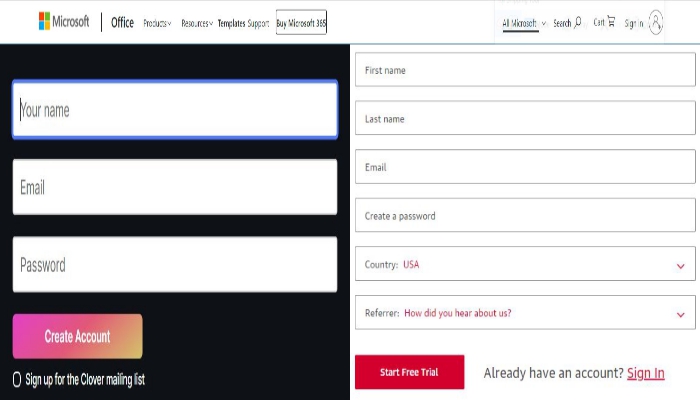 Microsoft Office Products Resources Templates Support Buy Microsoft 365 All Microsoft Search Cart Sign in
Your name
Email
Password
Create Account
Sign up for the Clover mailing list
First name
Last name
Email
Create a password
Country: USA
Referrer: How did you hear about us?
Start Free Trial Already have an account? Sign In